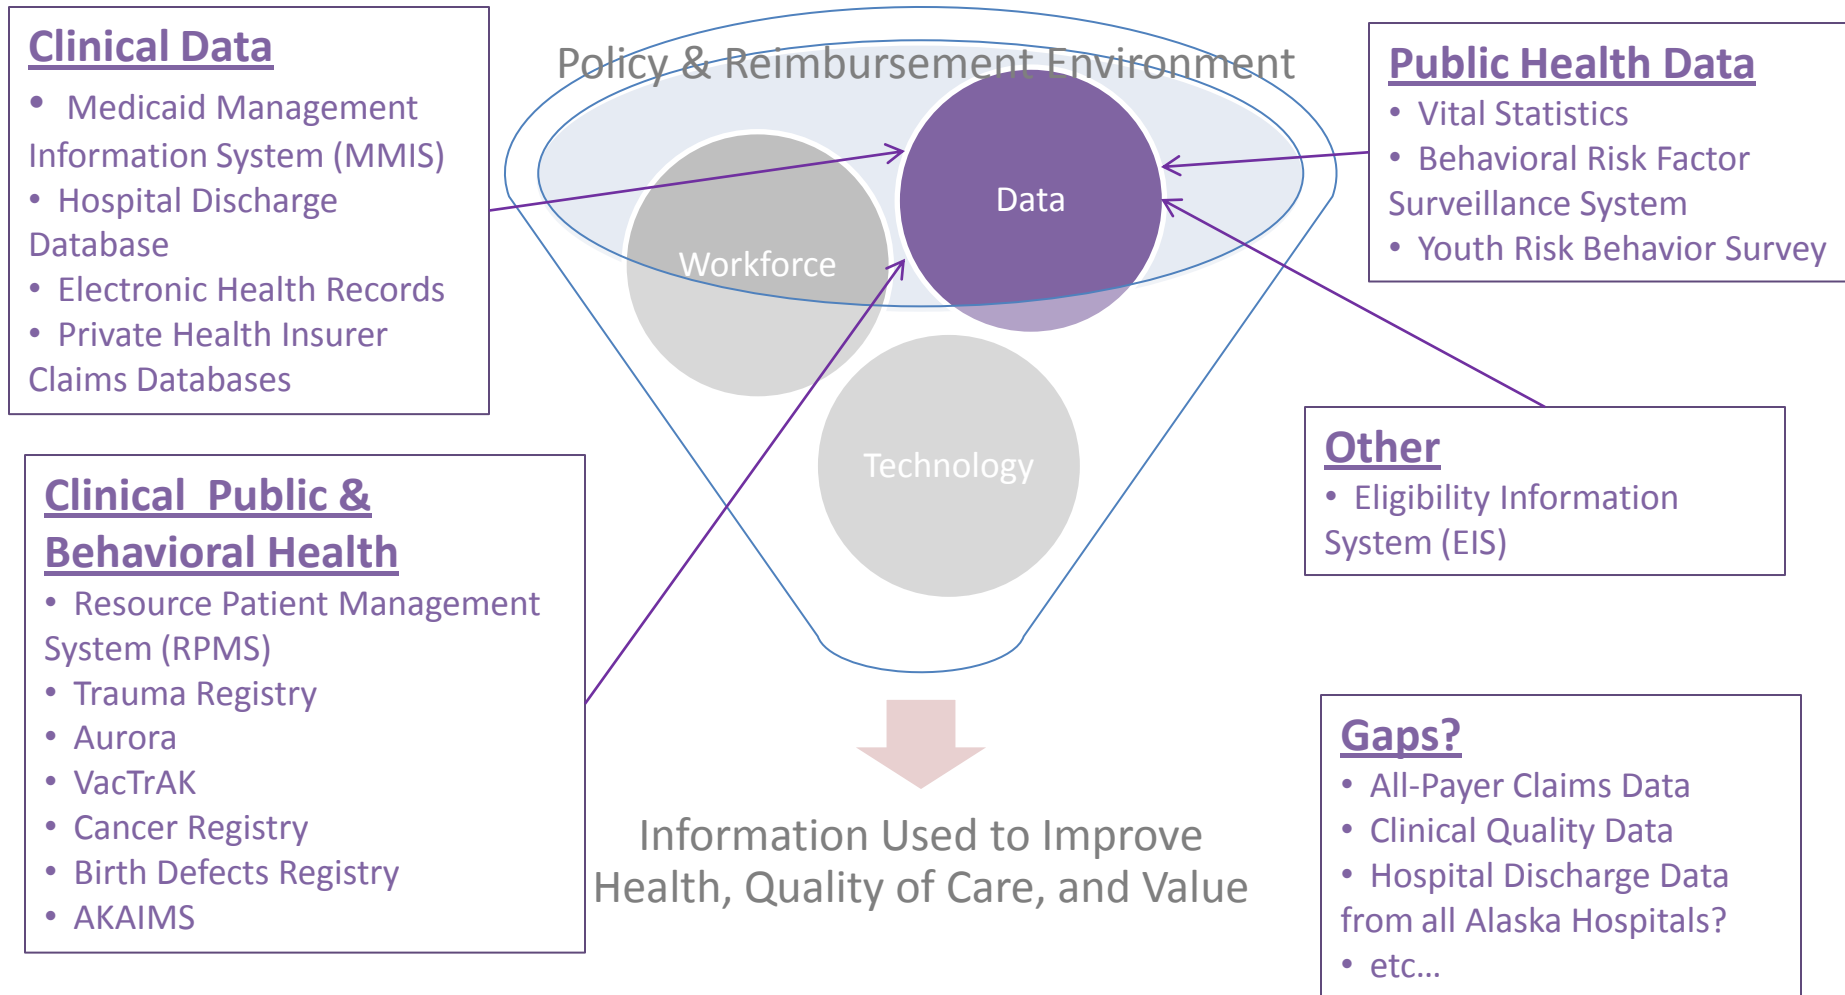 Clinical Data
• Medicaid Management
Information System (MMIS)
• Hospital Discharge
Database
• Electronic Health Records
• Private Health Insurer
Claims Databases
Policy & Reimbursement Environment
Data
Workforce
Technology
Public Health Data
• Vital Statistics
• Behavioral Risk Factor
Surveillance System
• Youth Risk Behavior Survey
Clinical  Public &
Behavioral Health
• Resource Patient Management
System (RPMS)
• Trauma Registry
• Aurora
• VacTrAK
• Cancer Registry
• Birth Defects Registry
• AKAIMS
Other
• Eligibility Information
System (EIS)
Information Used to Improve
Health, Quality of Care, and Value
Gaps?
• All-Payer Claims Data
• Clinical Quality Data
• Hospital Discharge Data
from all Alaska Hospitals?
• etc…